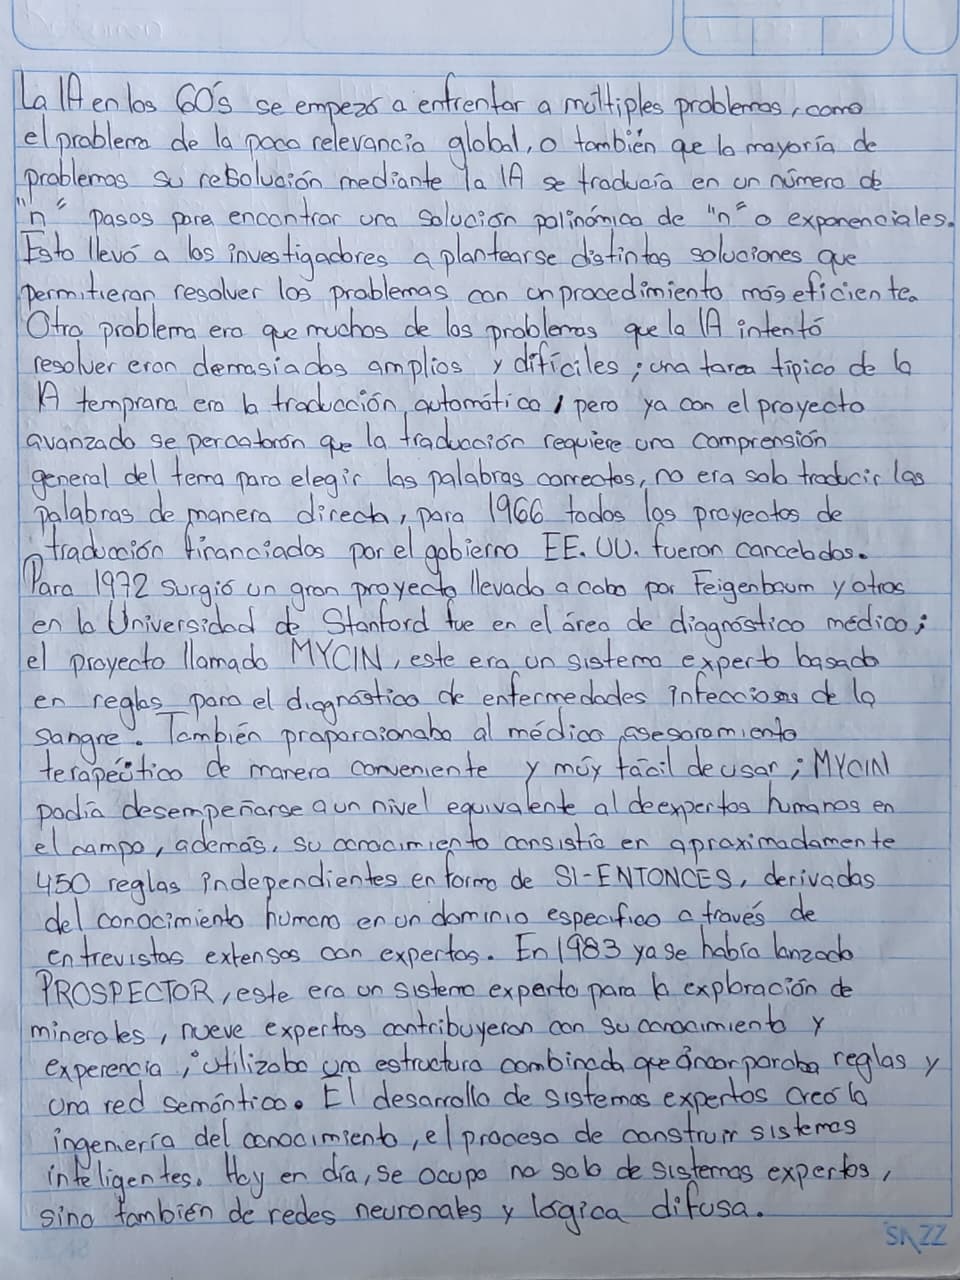 La IA en los 60's se empezó a enfrentar a múltiples problemas, como
el problema de la poca relevancia global, o también que la mayoría de
problemas su resolución mediante la IA se traducía en un número de
"n" pasos para encontrar una solución polinómica de "n" o exponenciales.
Esto llevó a los investigadores a plantearse distintas soluciones que
permitieran resolver los problemas con un procedimiento más eficiente.
Otro problema era que muchos de los problemas que la IA intentó
resolver eran demasiados amplios y difíciles; una tarea típica de la
IA temprana era la traducción automática, pero ya con el proyecto
avanzado se percatarón que la traducción requiere una comprensión
general del tema para elegir las palabras correctas, no era solo traducir las
palabras de manera directa, para 1966 todos los proyectos de
traducción financiados por el gobierno EE.UU. fueron cancelados.
Para 1972 surgió un gran proyecto llevado a cabo por Feigenbaum y otros
en la Universidad de Stanford fue en el área de diagnóstico médico;
el proyecto llamado MYCIN, este era un sistema experto basado
en reglas para el diagnóstico de enfermedades infecciosas de la
sangre. También proporcionaba al médico asesoramiento
terapéutico de manera conveniente y múy fácil de usar; MYCIN
podía desempeñarse a un nivel equivalente al de expertos humanos en
el campo, además, su conocimiento consistía en aproximadamente
450 reglas independientes en forma de SI-ENTONCES, derivadas
del conocimiento humano en un dominio especifico a través de
entrevistas extensas con expertos. En 1983 ya se había lanzado
PROSPECTOR, este era un sistema experto para la exploración de
minerales, nueve expertos contribuyeron con su conocimiento y
experencia; utilizaba una estructura combinada que incorporaba reglas y
una red semántica. El desarrollo de sistemas expertos creó la
ingeniería del conocimiento, el proceso de construir sistemas
inteligentes. Hoy en día, se ocupa no solo de sistemas expertos,
sino también de redes neuronales y lógica difusa.